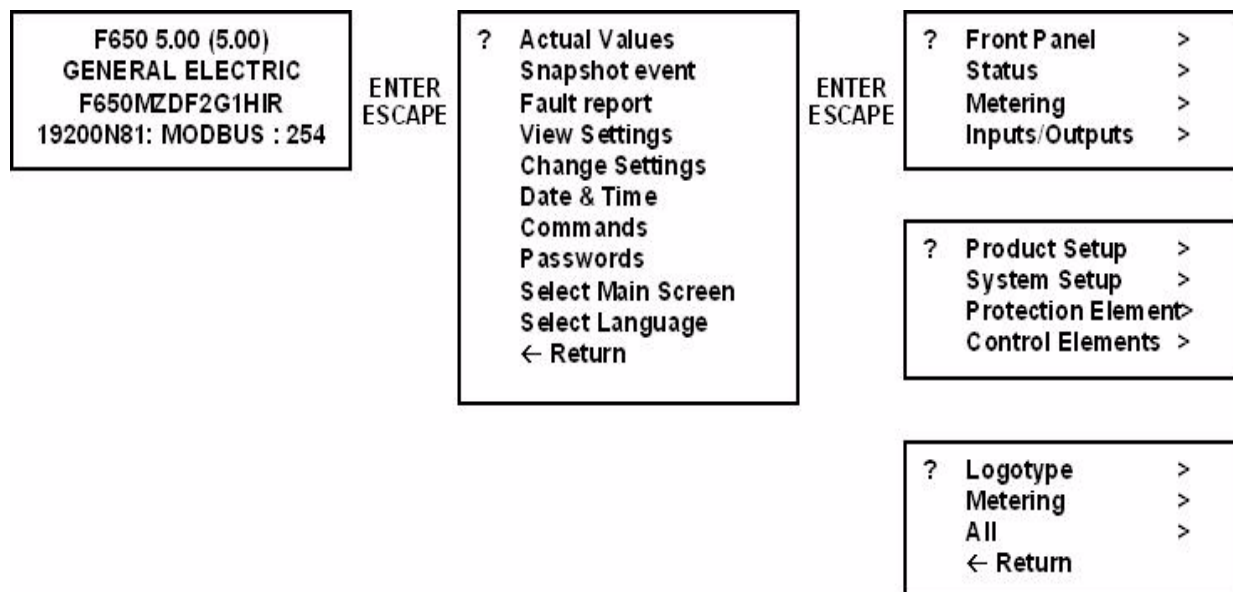 F650 5.00 (5.00)
GENERAL ELECTRIC
F650MZDF2G1HIR
19200N81: MODBUS : 254
ENTER
ESCAPE
? Actual Values
Snapshot event
Fault report
View Settings
Change Settings
Date & Time
Commands
Passwords
Select Main Screen
Select Language
← Return
ENTER
ESCAPE
? Front Panel >
Status >
Metering >
Inputs/Outputs >
? Product Setup >
System Setup >
Protection Element>
Control Elements >
? Logotype >
Metering >
All >
← Return